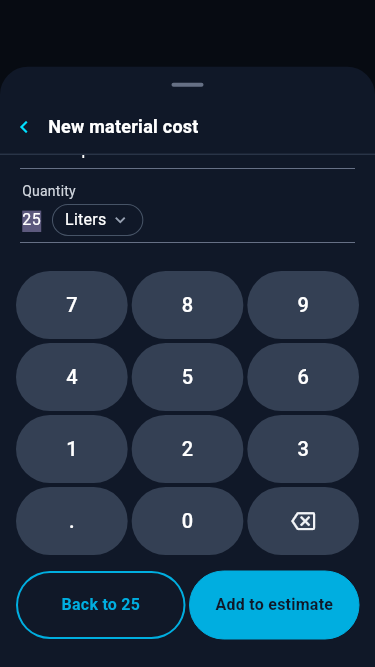 New material cost
Quantity
25 Liters
7 8 9
4 5 6
1 2 3
. 0
Back to 25 Add to estimate